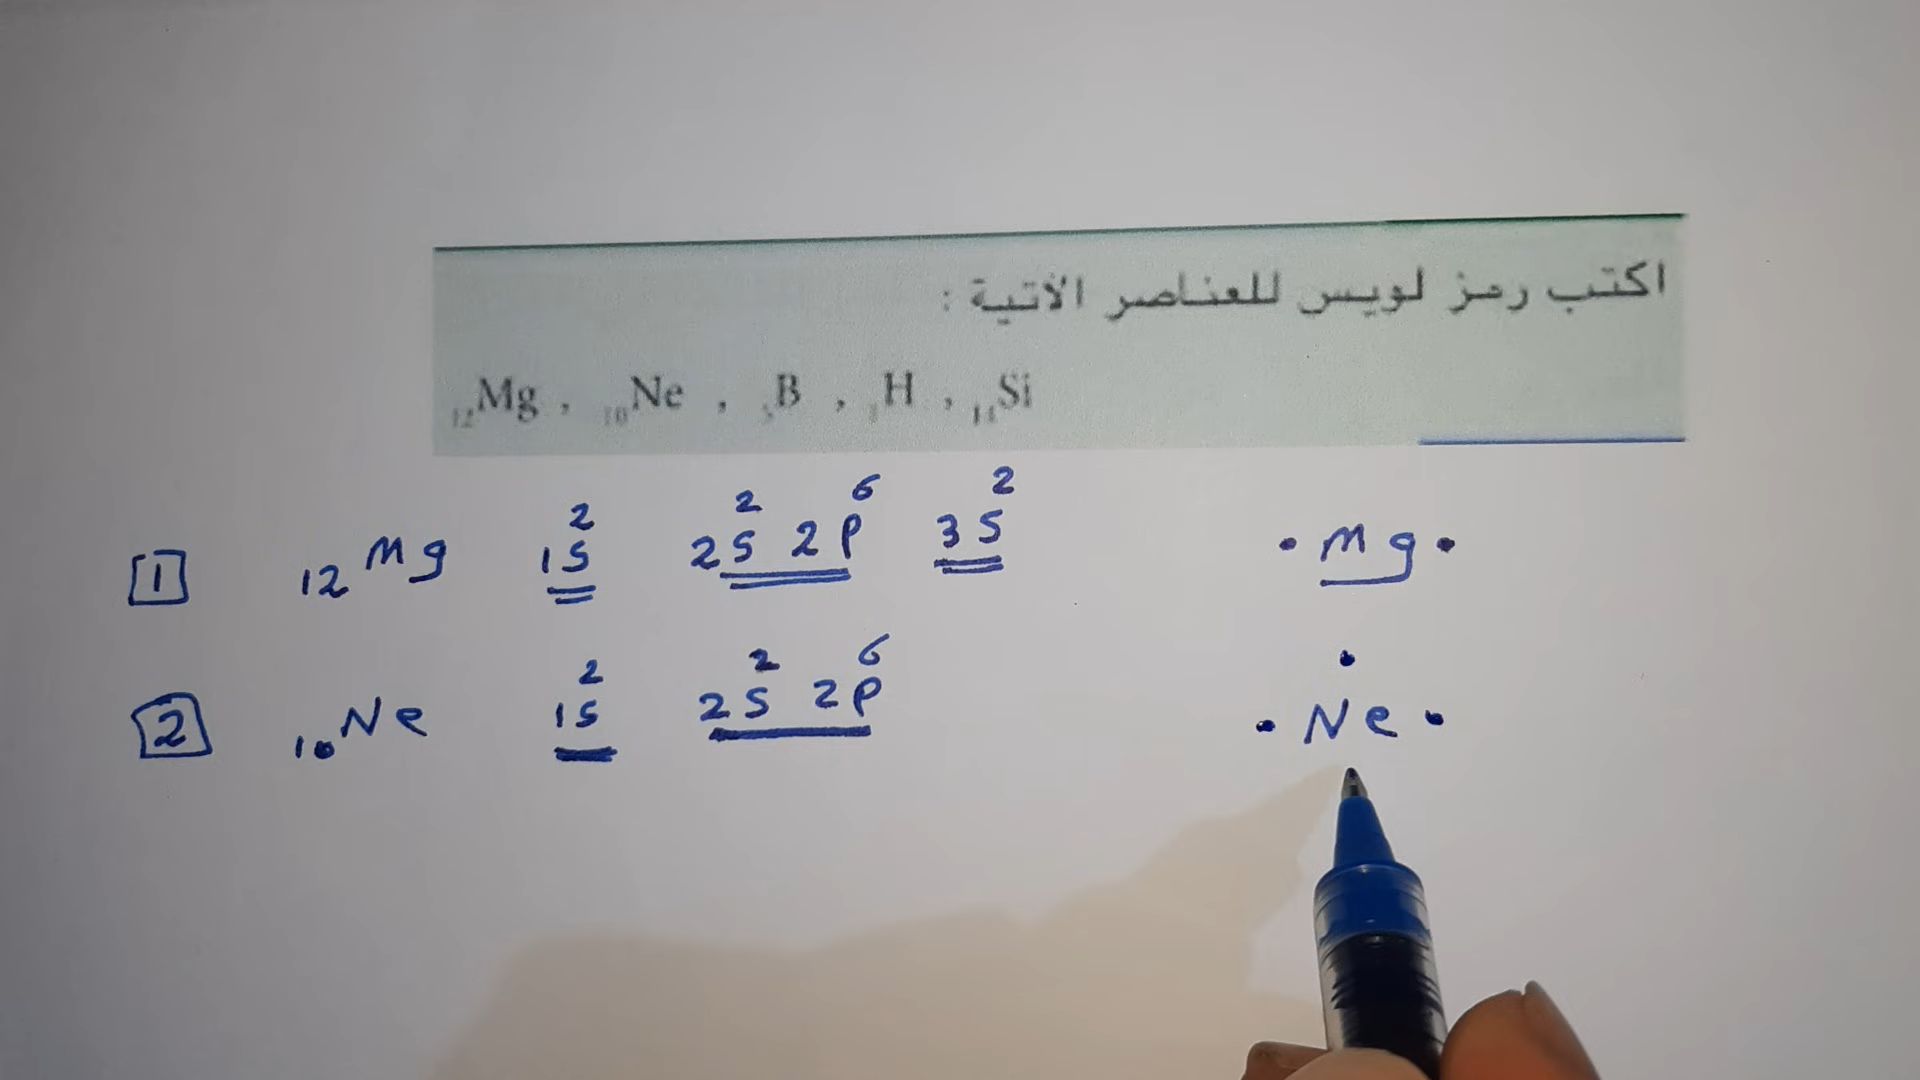 اكتب رمز لويس للعناصر الآتية :
₁₂Mg , ₁₀Ne , ₅B , ₁H , ₁₄Si
1 ₁₂Mg 1S² 2S² 2P⁶ 3S² • Mg •
2 ₁₀Ne 1S² 2S² 2P⁶ • Ne •